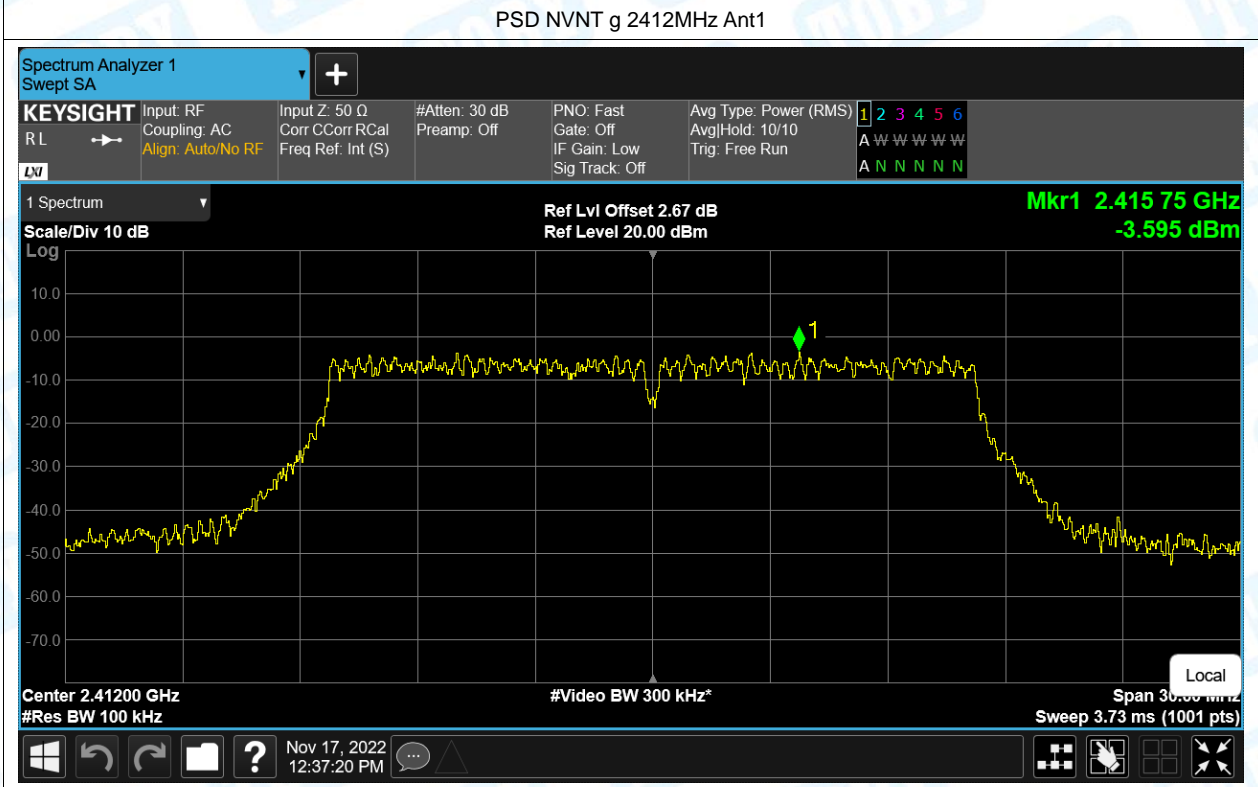 PSD NVNT g 2412MHz Ant1
Spectrum Analyzer 1
Swept SA
KEYSIGHT
R L
LXI
Input: RF
Coupling: AC
Align: Auto/No RF
Input Z: 50 Ω
Corr CCorr RCal
Freq Ref: Int (S)
#Atten: 30 dB
Preamp: Off
PNO: Fast
Gate: Off
IF Gain: Low
Sig Track: Off
Avg Type: Power (RMS)
Avg|Hold: 10/10
Trig: Free Run
1 2 3 4 5 6
A W W W W W
A N N N N N
1 Spectrum
Scale/Div 10 dB
Log
Ref Lvl Offset 2.67 dB
Ref Level 20.00 dBm
Mkr1 2.415 75 GHz
-3.595 dBm
10.0
0.00
-10.0
-20.0
-30.0
-40.0
-50.0
-60.0
-70.0
1
Local
Center 2.41200 GHz
#Res BW 100 kHz
#Video BW 300 kHz*
Span 30.00 MHz
Sweep 3.73 ms (1001 pts)
Nov 17, 2022
12:37:20 PM
TOBY